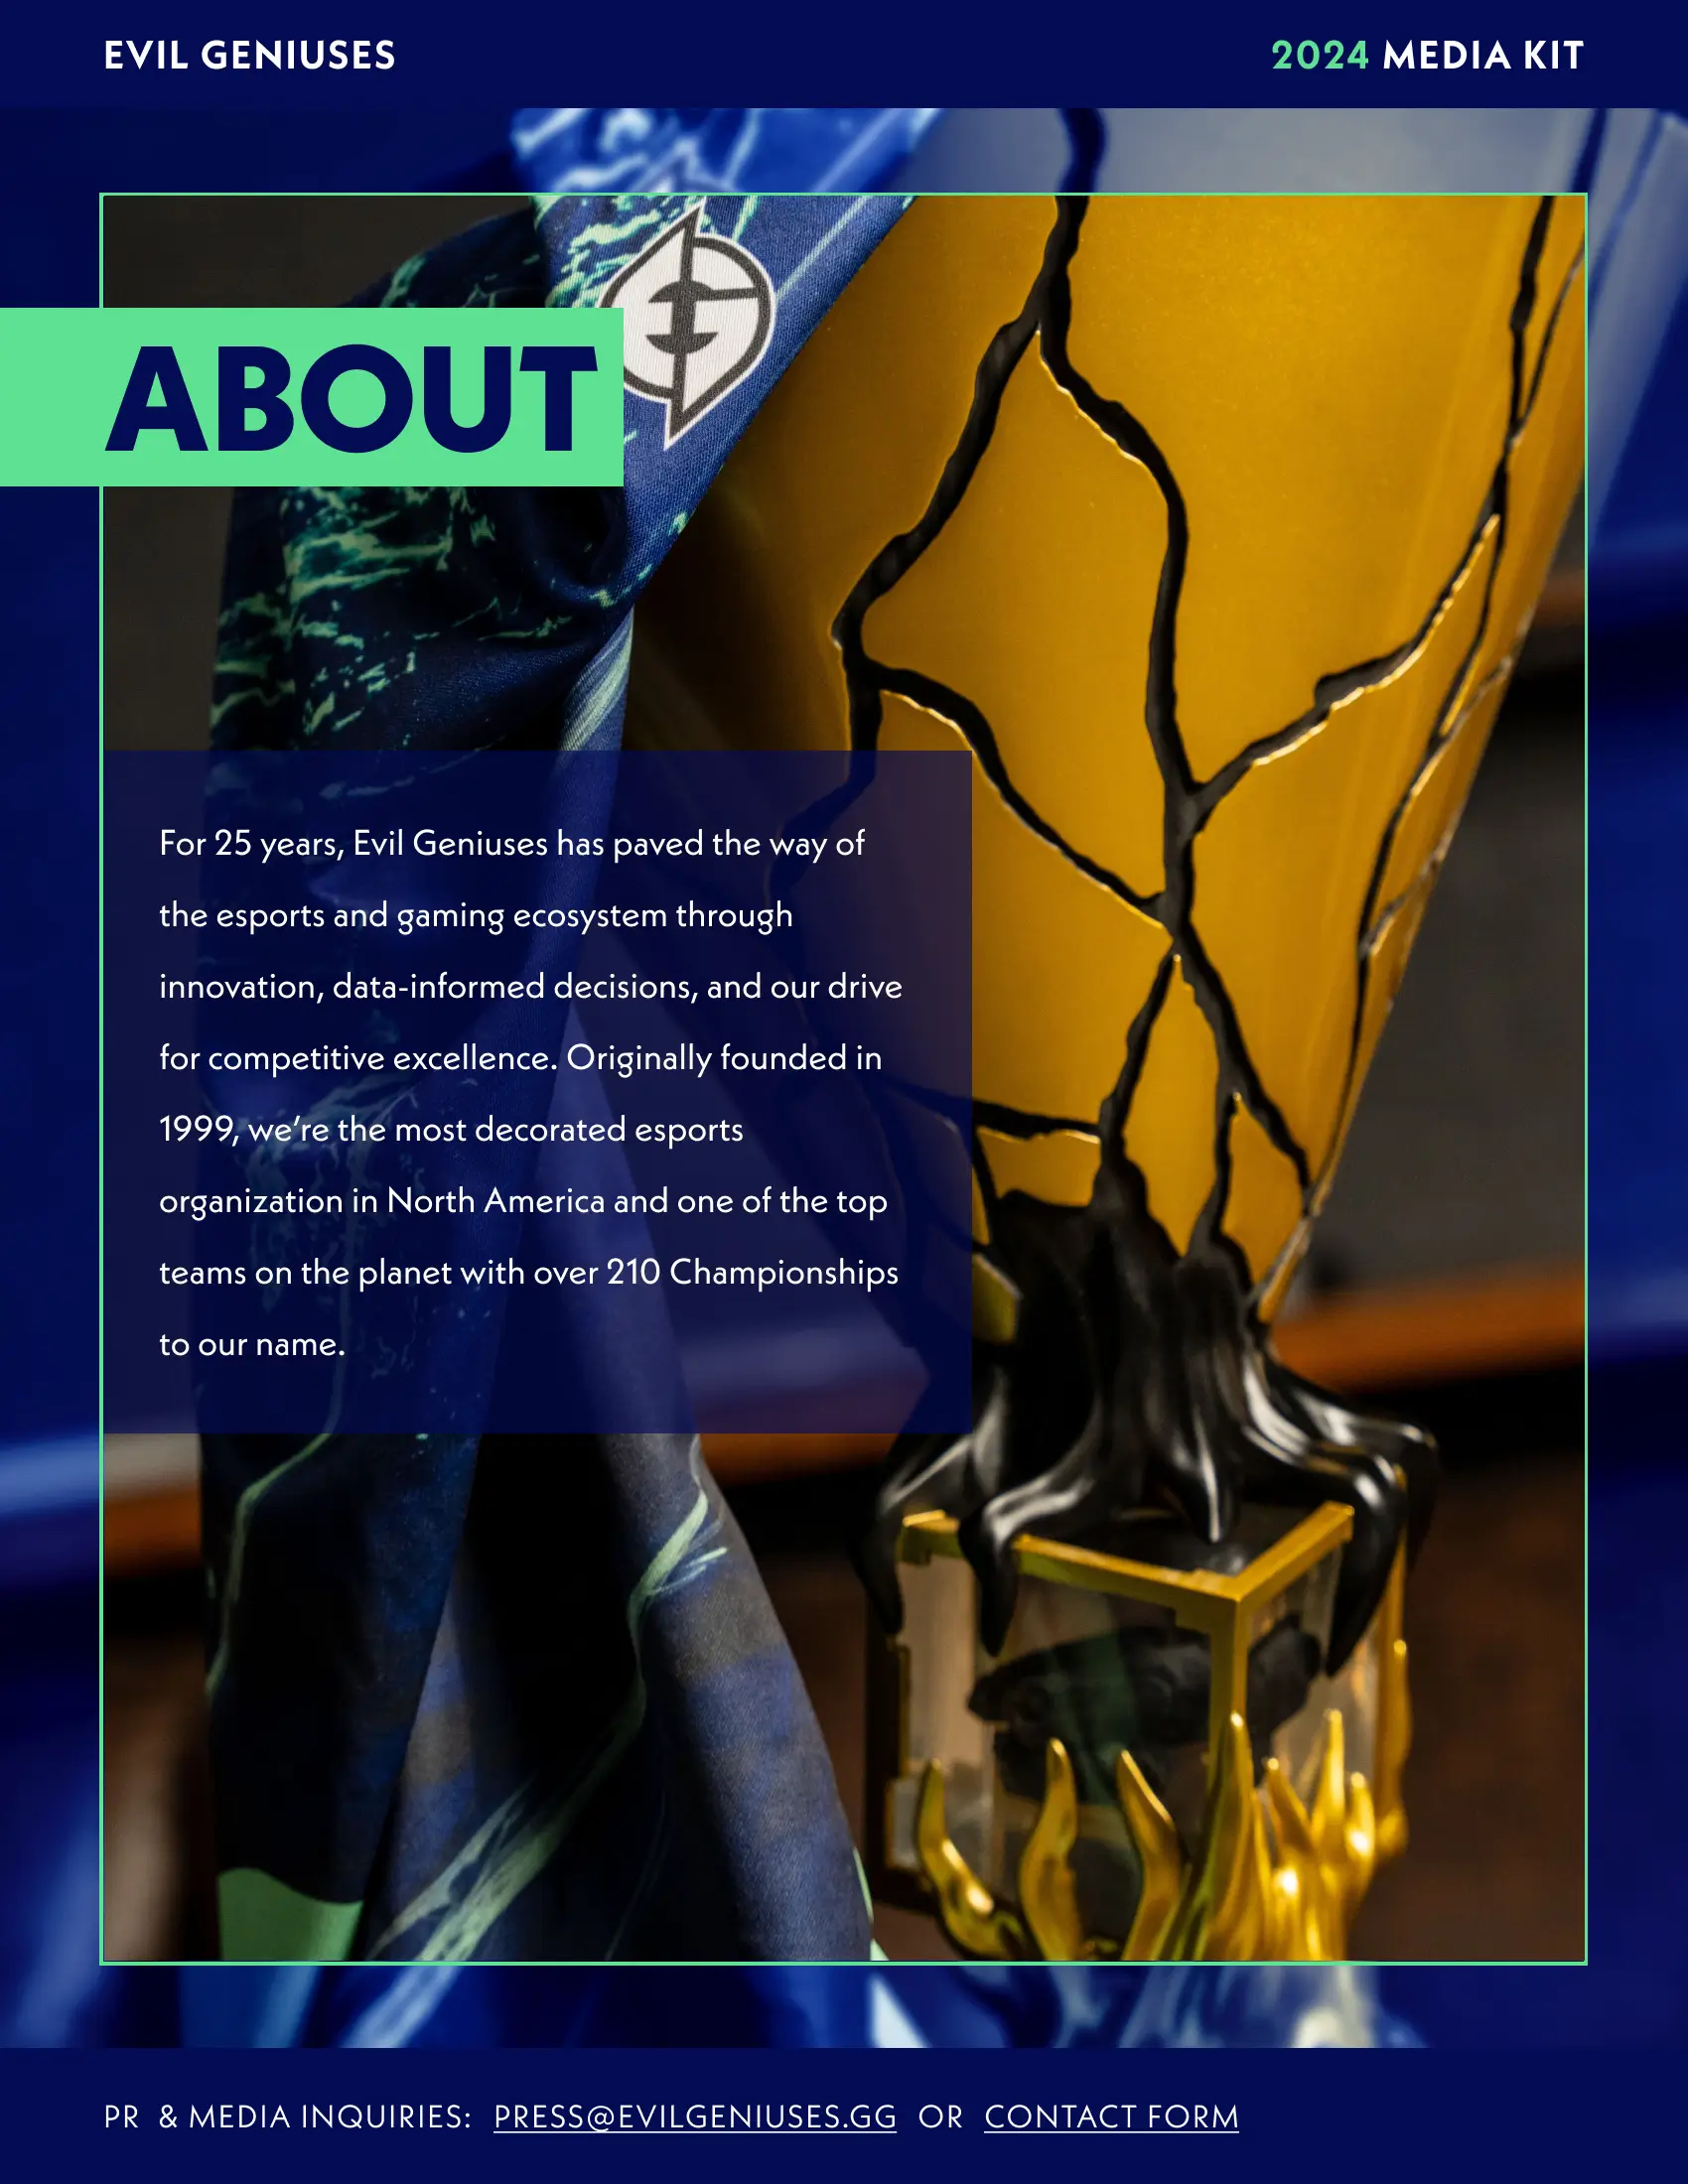 EVIL GENIUSES
2024 MEDIA KIT
ABOUT
For 25 years, Evil Geniuses has paved the way of
the esports and gaming ecosystem through
innovation, data-informed decisions, and our drive
for competitive excellence. Originally founded in
1999, we’re the most decorated esports
organization in North America and one of the top
teams on the planet with over 210 Championships
to our name.
PR & MEDIA INQUIRIES: PRESS@EVILGENIUSES.GG OR CONTACT FORM